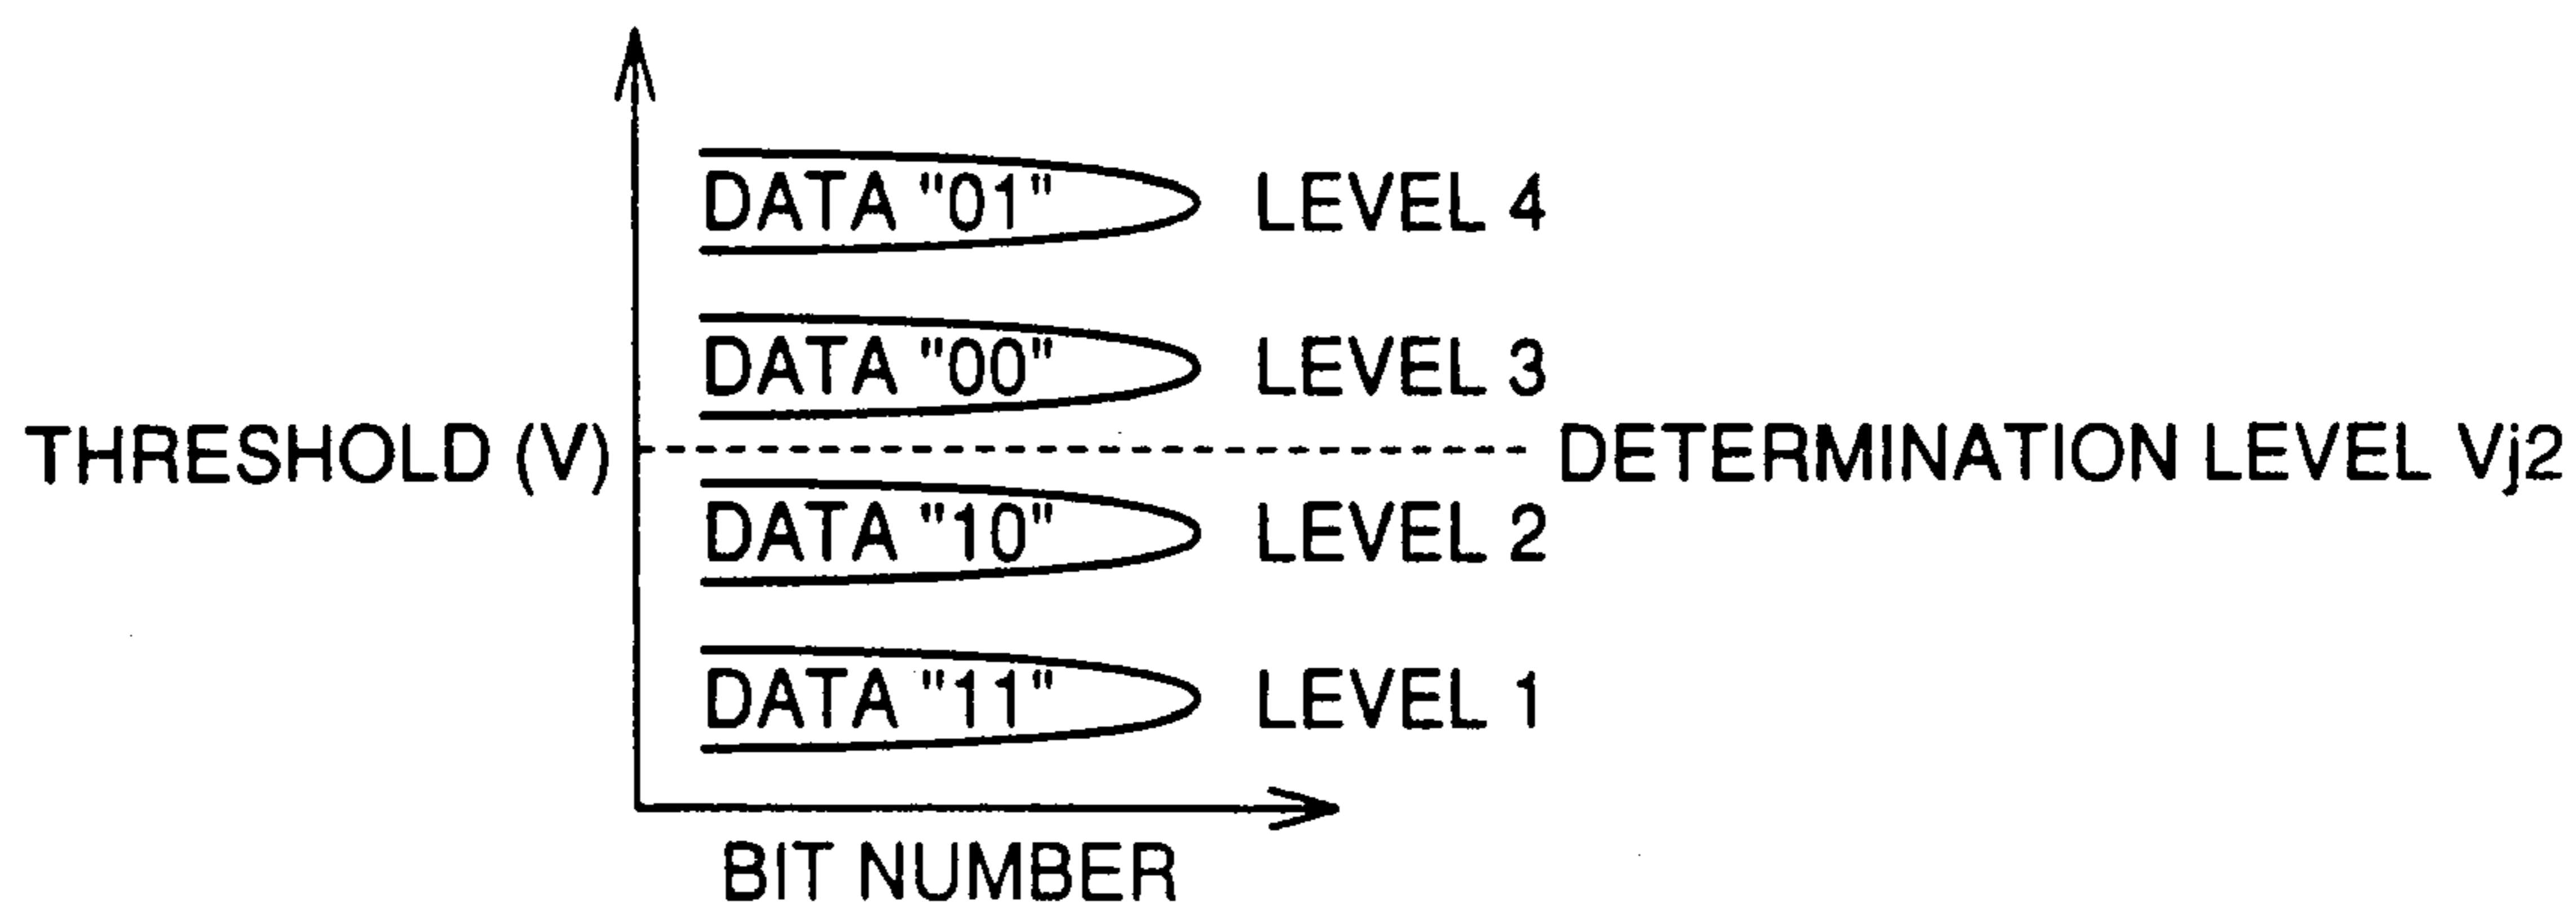 DATA "01" LEVEL 4
DATA "00" LEVEL 3
THRESHOLD (V) DETERMINATION LEVEL Vj2
DATA "10" LEVEL 2
DATA "11" LEVEL 1
BIT NUMBER